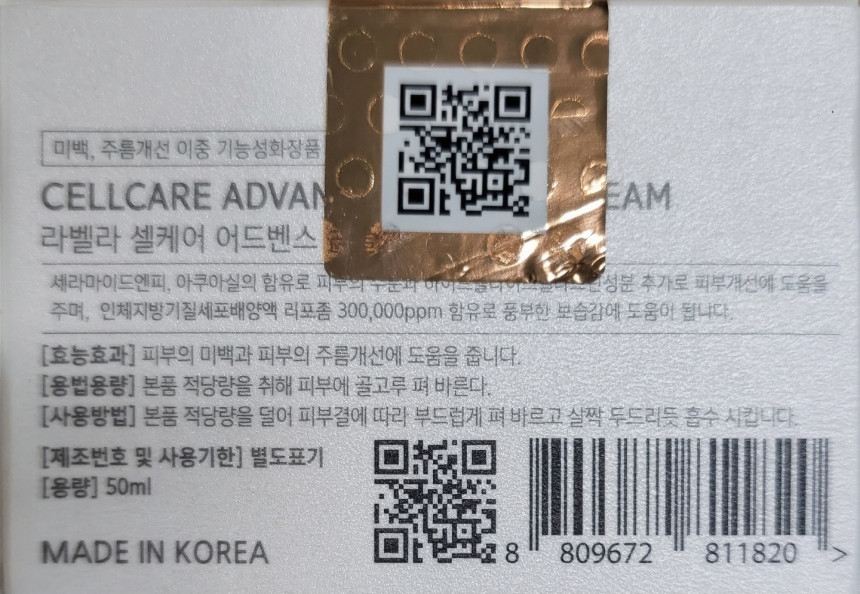 미백, 주름개선 이중 기능성화장품
CELLCARE ADVAN EAM
라벨라 셀케어 어드벤스
세라마이드엔피, 아쿠아실의 함유로 추가로 피부개선에 도움을
주며, 인체지방기질세포배양액 리포좀 300,000ppm 함유로 풍부한 보습감에 도움이 됩니다.
[효능효과] 피부의 미백과 피부의 주름개선에 도움을 줍니다.
[용법용량] 본품 적당량을 취해 피부에 골고루 펴 바른다.
[사용방법] 본품 적당량을 덜어 피부결에 따라 부드럽게 펴 바르고 살짝 두드리듯 흡수 시킵니다.
[제조번호 및 사용기한] 별도표기
[용량] 50ml
MADE IN KOREA
8 809672 811820 >